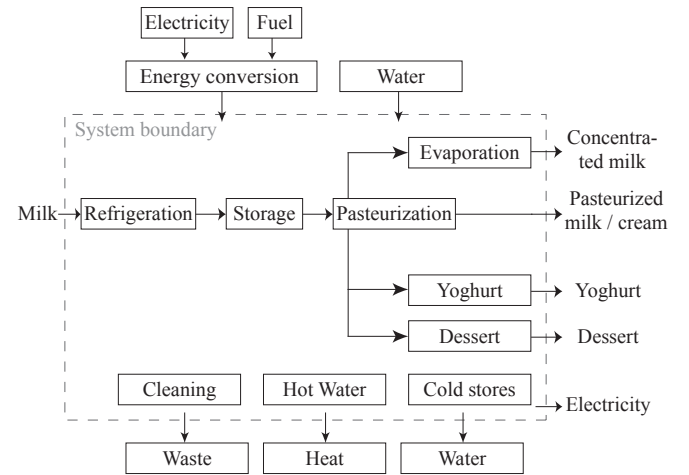 Electricity
Fuel
Energy conversion
Water
System boundary
Evaporation
Concentra-
ted milk
Milk
Refrigeration
Storage
Pasteurization
Pasteurized
milk / cream
Yoghurt
Yoghurt
Dessert
Dessert
Cleaning
Hot Water
Cold stores
Electricity
Waste
Heat
Water